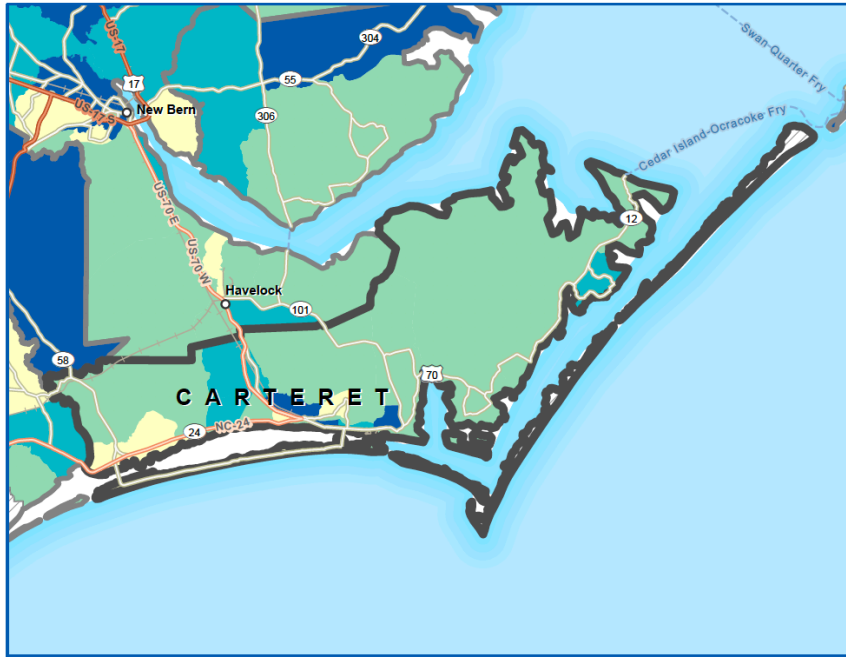 US-17
304
Swan-Quarter Fry
17
55
New Bern
US-17 S
306
Cedar Island-Ocracoke Fry
US-70-E
12
US-70-W
Havelock
101
58
70
CARTERET
24
NC-24